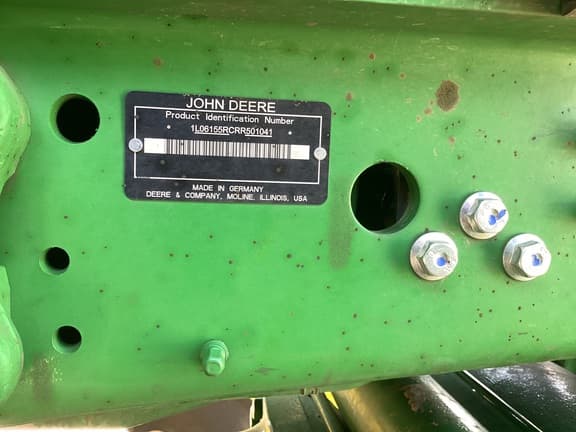 JOHN DEERE
Product Identification Number
1L06155RCRR501041
MADE IN GERMANY
DEERE & COMPANY, MOLINE, ILLINOIS, USA